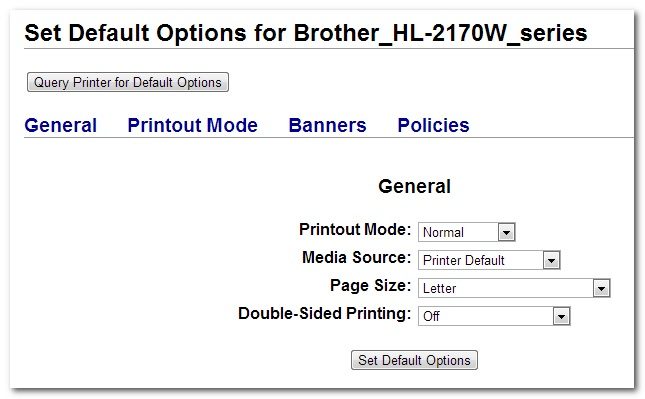 Set Default Options for Brother_HL-2170W_series
Query Printer for Default Options
General Printout Mode Banners Policies
General
Printout Mode: Normal
Media Source: Printer Default
Page Size: Letter
Double-Sided Printing: Off
Set Default Options